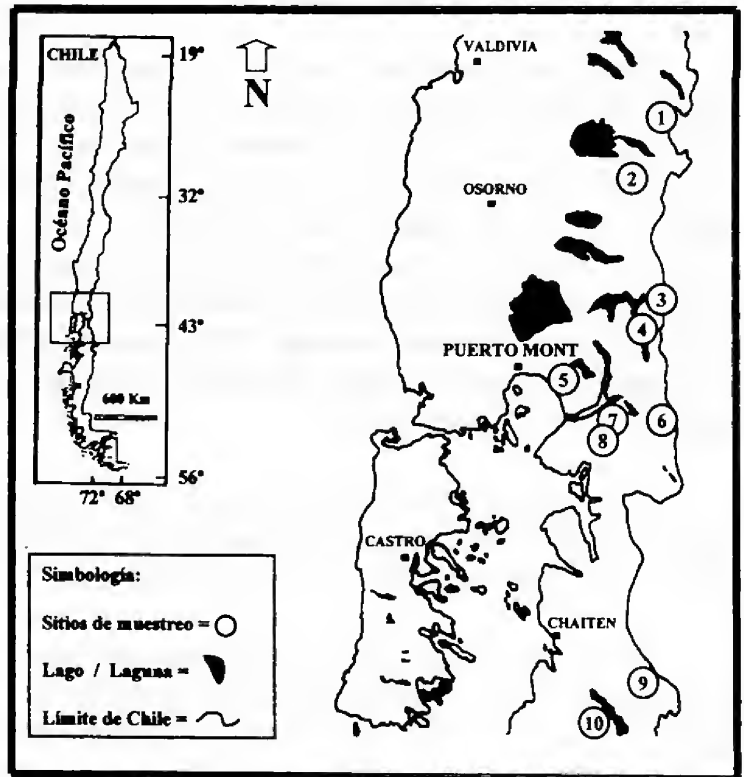 CHILE
19°
Océano Pacífico
32°
43°
600 Km
56°
72° 68°
N
VALDIVIA
1
2
OSORNO
3
4
PUERTO MONT
5
6
7
8
CASTRO
CHAITEN
9
10
Simbología:
Sitios de muestreo =
Lago / Laguna =
Límite de Chile =